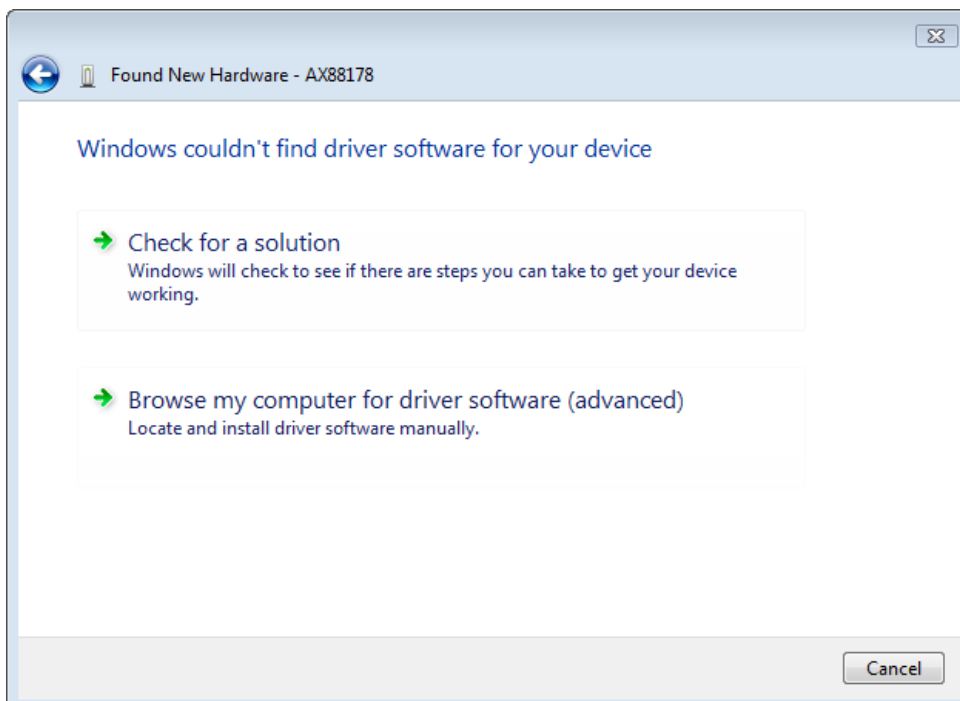 Found New Hardware - AX88178
Windows couldn't find driver software for your device
Check for a solution
Windows will check to see if there are steps you can take to get your device
working.
Browse my computer for driver software (advanced)
Locate and install driver software manually.
Cancel